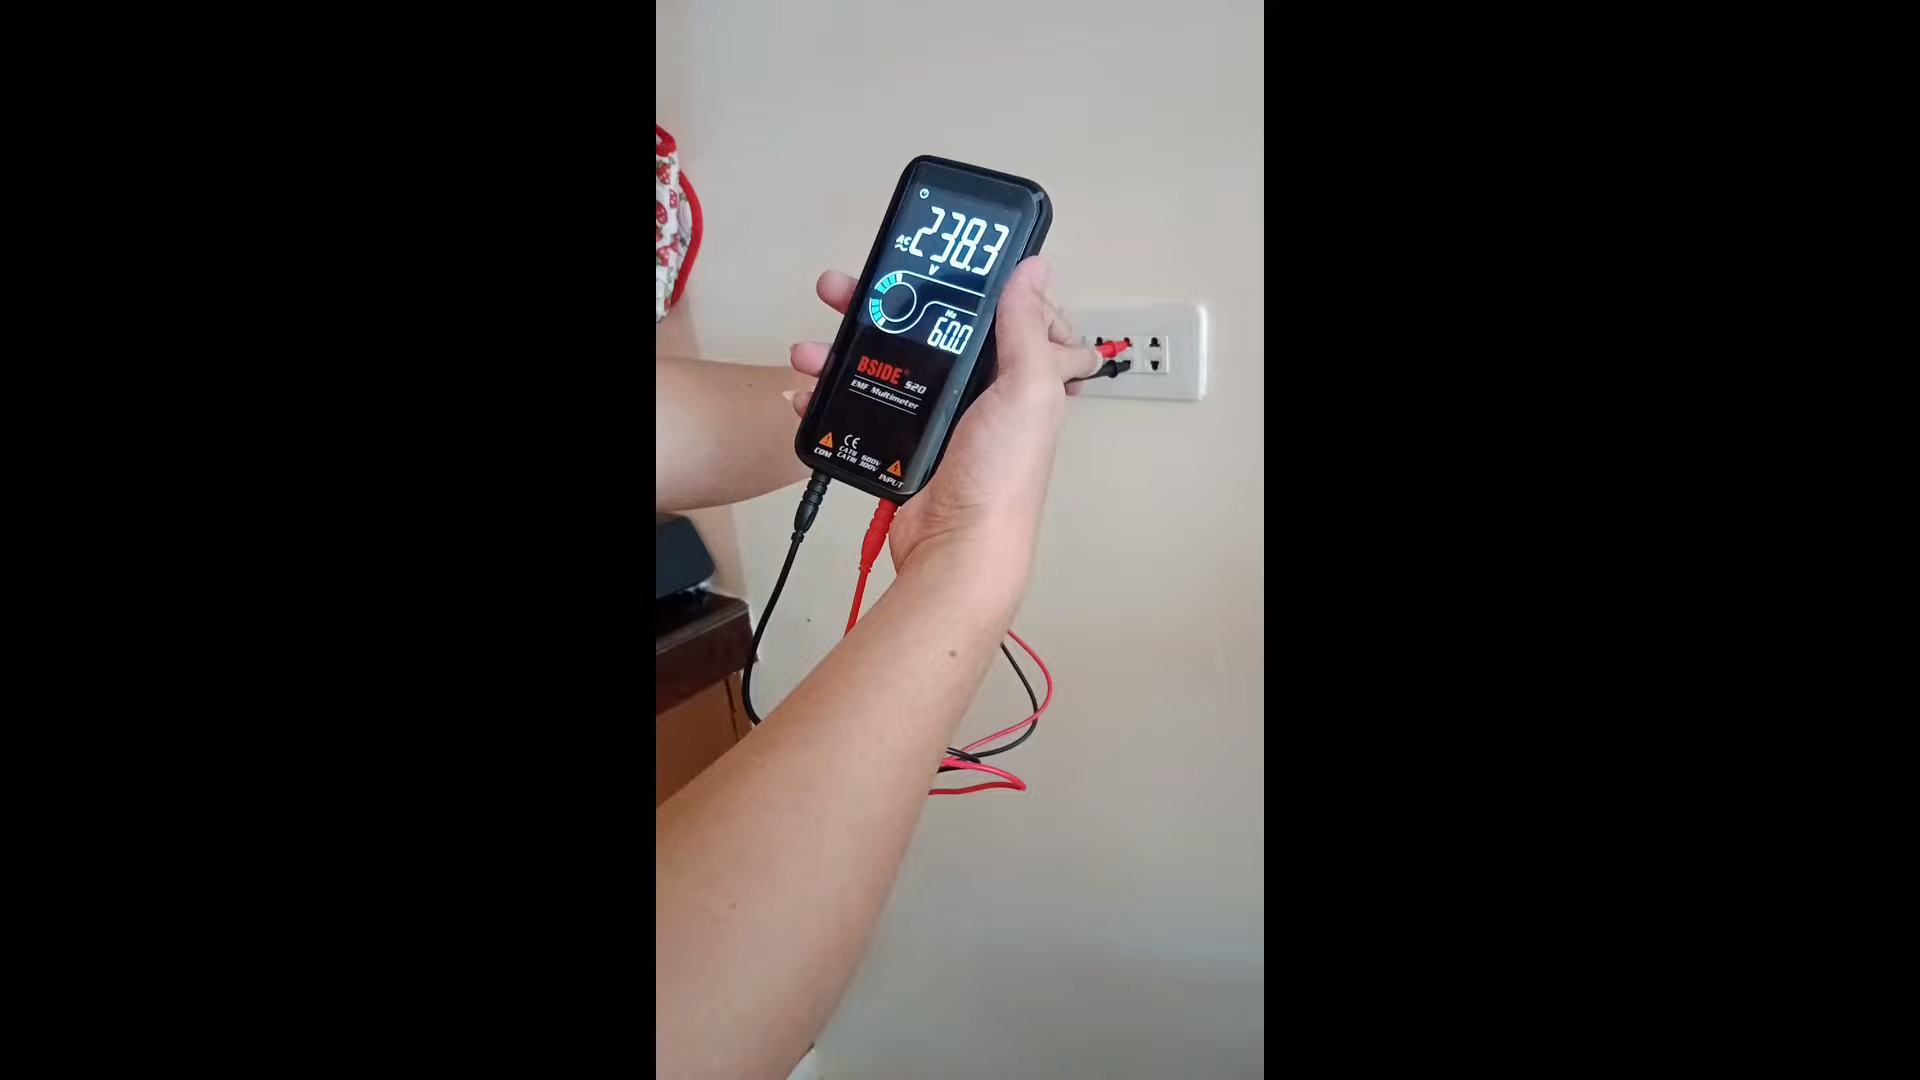 AC 238.3
V
Hz
60.0
BSIDE S20
EMF Multimeter
CE
COM CATII 600V
CATIII 300V INPUT